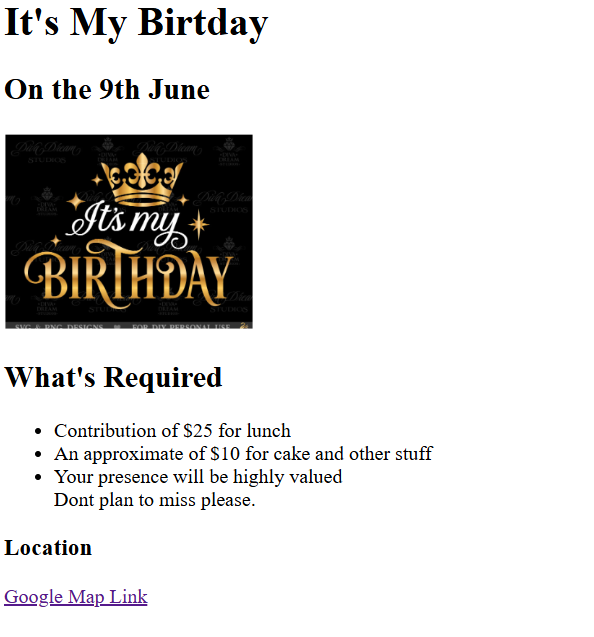 It's My Birtday
On the 9th June
It's my
BIRTHDAY
SVG & PNG DESIGNS
FOR DIY PERSONAL USE
What's Required
Contribution of $25 for lunch
An approximate of $10 for cake and other stuff
Your presence will be highly valued
Dont plan to miss please.
Location
Google Map Link